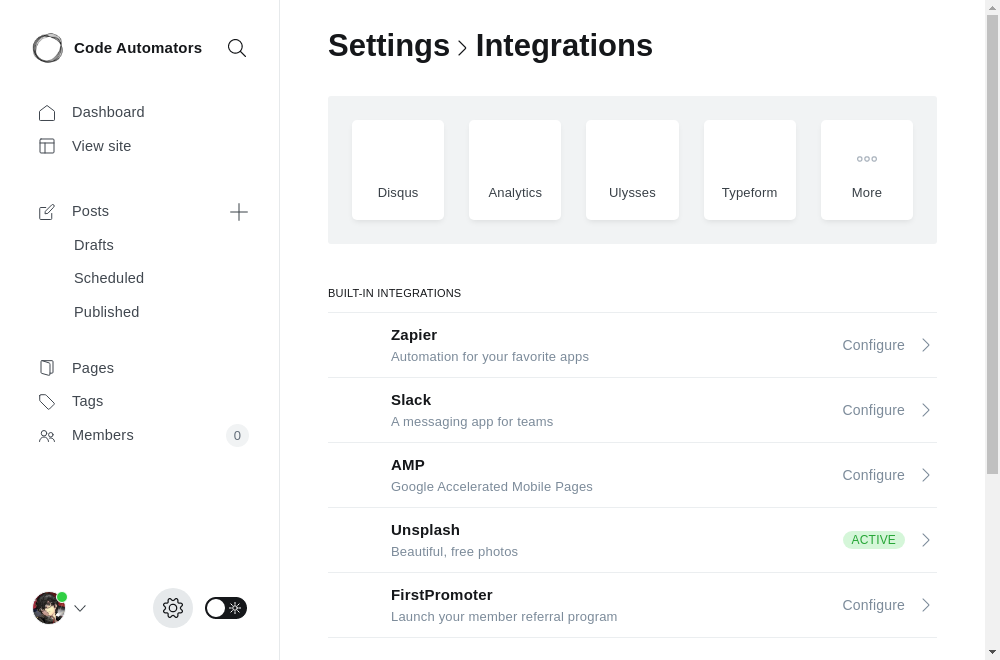 Code Automators
Dashboard
View site
Posts
Drafts
Scheduled
Published
Pages
Tags
Members
0
Settings
Integrations
Disqus
Analytics
Ulysses
Typeform
More
BUILT-IN INTEGRATIONS
Zapier
Automation for your favorite apps
Configure
Slack
A messaging app for teams
Configure
AMP
Google Accelerated Mobile Pages
Configure
Unsplash
Beautiful, free photos
ACTIVE
FirstPromoter
Launch your member referral program
Configure